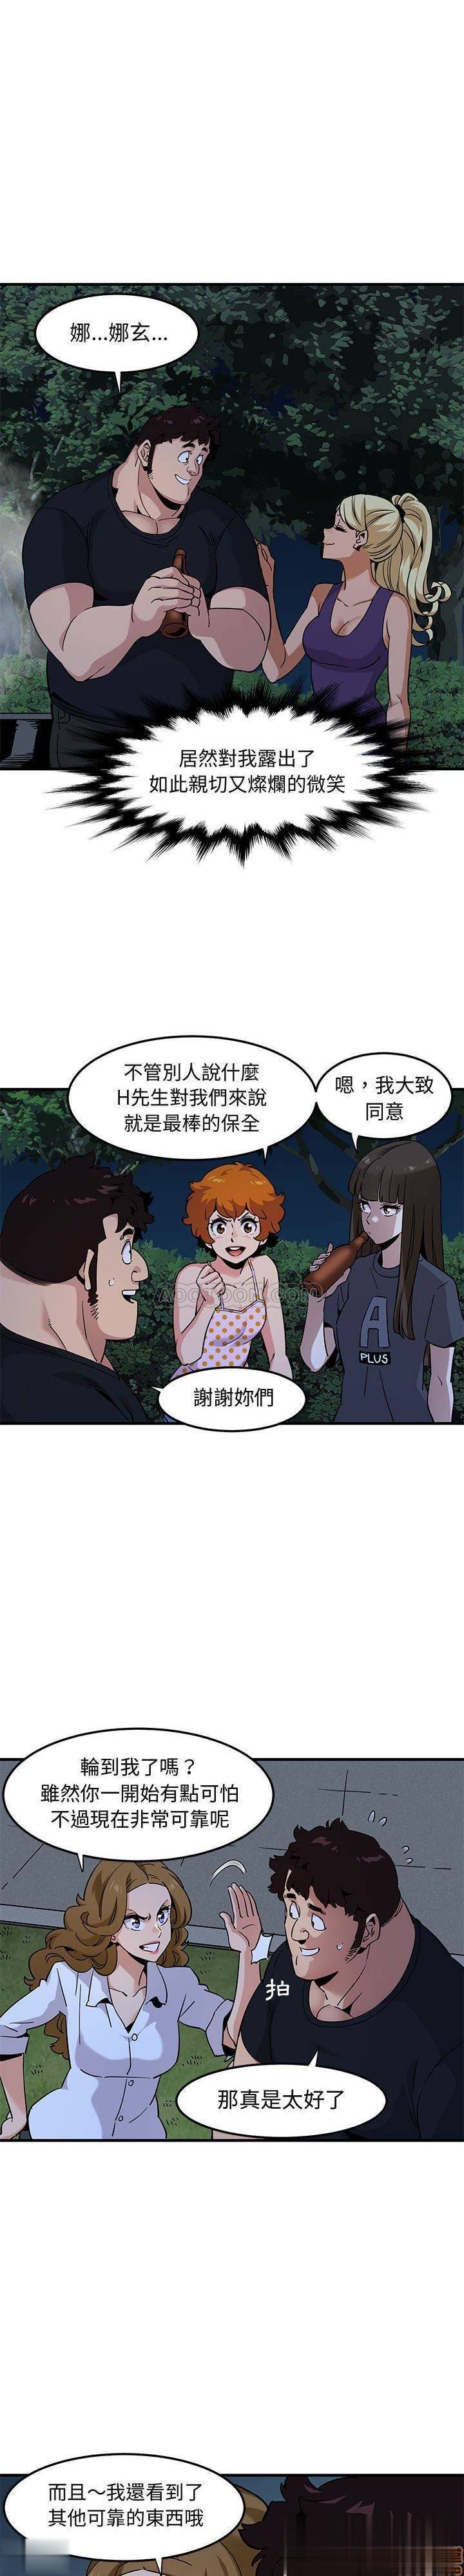 娜...娜玄...
居然對我露出了
如此親切又燦爛的微笑
不管別人說什麼
H先生對我們來說
就是最棒的保全
嗯，我大致
同意
A
PLUS
謝謝妳們
輪到我了嗎？
雖然你一開始有點可怕
不過現在非常可靠呢
拍
那真是太好了
而且～我還看到了
其他可靠的東西哦